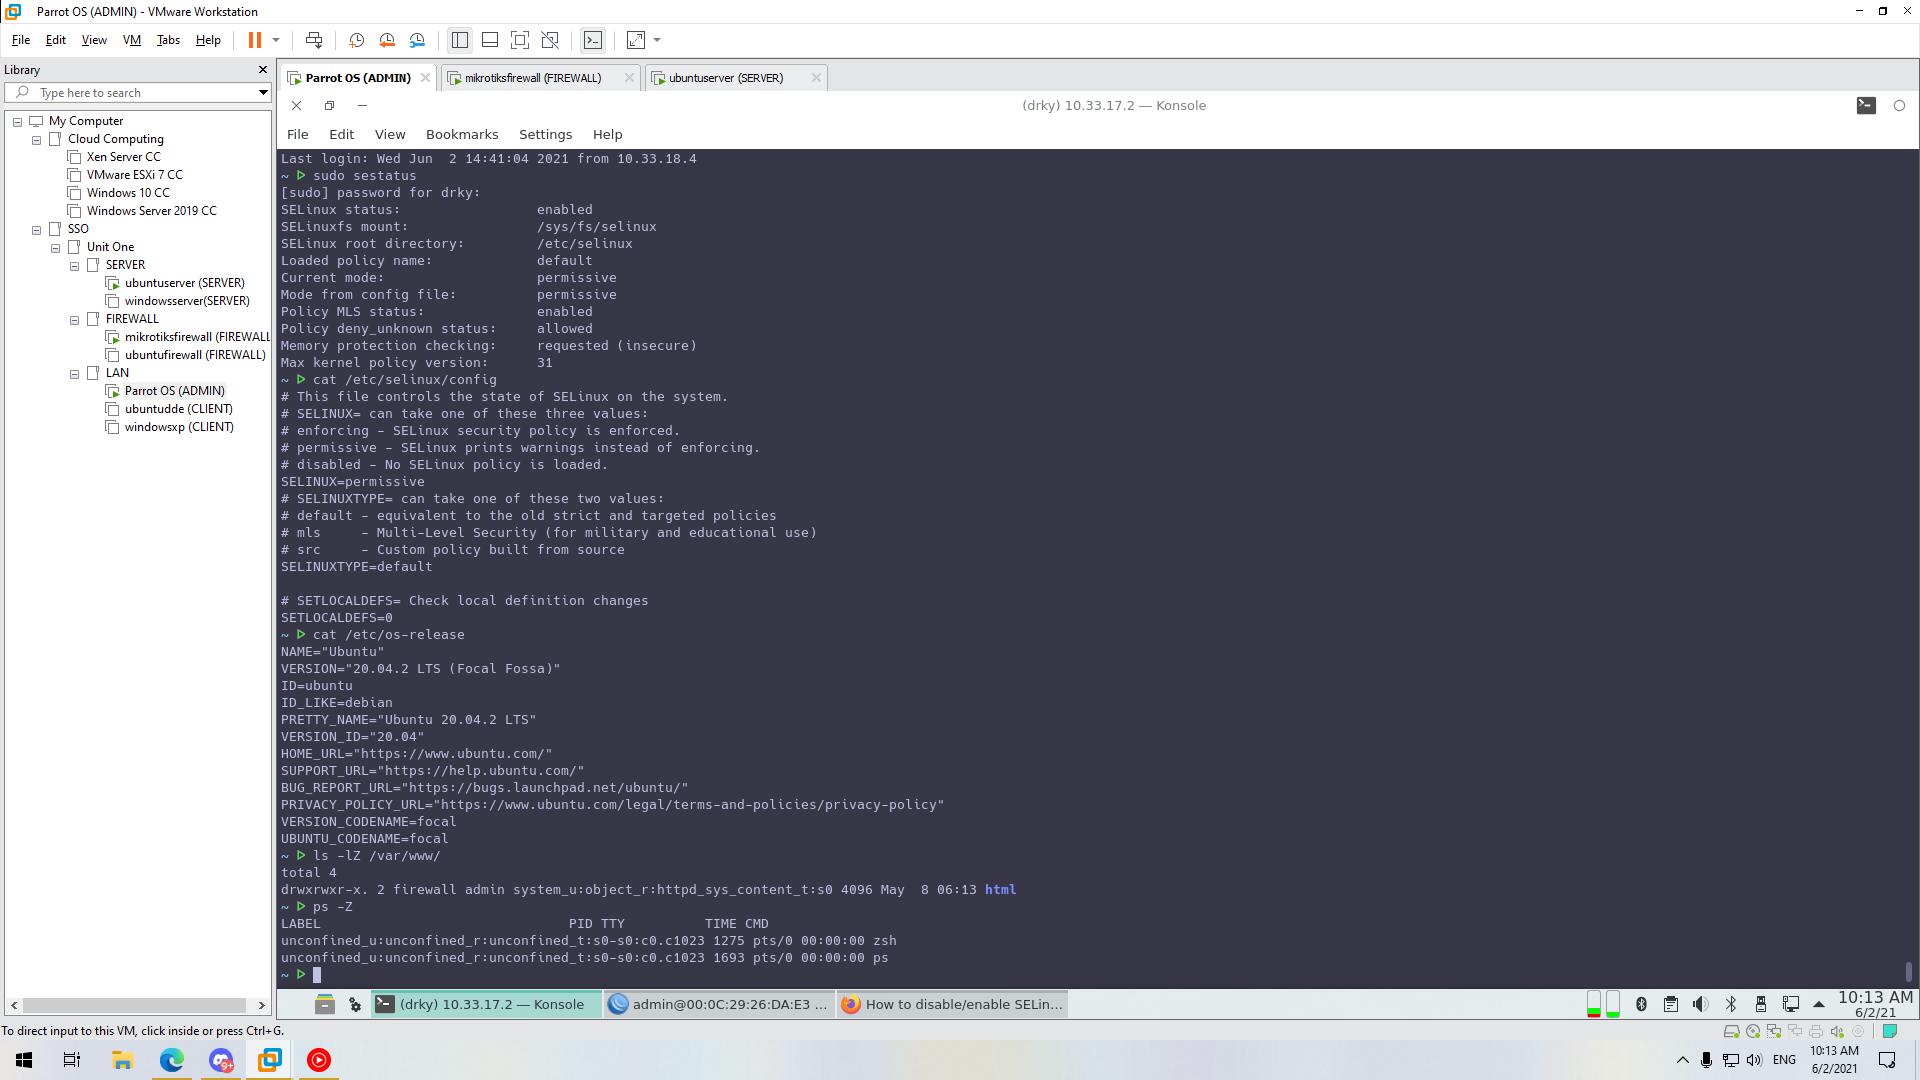 Parrot OS (ADMIN) - VMware Workstation
File Edit View VM Tabs Help
Library
Type here to search
My Computer
Cloud Computing
Xen Server CC
VMware ESXi 7 CC
Windows 10 CC
Windows Server 2019 CC
SSO
Unit One
SERVER
ubuntuserver (SERVER)
windowsserver(SERVER)
FIREWALL
mikrotiksfirewall (FIREWALL
ubuntufirewall (FIREWALL)
LAN
Parrot OS (ADMIN)
ubuntudde (CLIENT)
windowsxp (CLIENT)
Parrot OS (ADMIN) mikrotiksfirewall (FIREWALL) ubuntuserver (SERVER)
(drky) 10.33.17.2 — Konsole
File Edit View Bookmarks Settings Help
Last login: Wed Jun  2 14:41:04 2021 from 10.33.18.4
~ ▷ sudo sestatus
[sudo] password for drky:
SELinux status:                 enabled
SELinuxfs mount:                /sys/fs/selinux
SELinux root directory:         /etc/selinux
Loaded policy name:             default
Current mode:                   permissive
Mode from config file:          permissive
Policy MLS status:              enabled
Policy deny_unknown status:     allowed
Memory protection checking:     requested (insecure)
Max kernel policy version:      31
~ ▷ cat /etc/selinux/config
# This file controls the state of SELinux on the system.
# SELINUX= can take one of these three values:
# enforcing - SELinux security policy is enforced.
# permissive - SELinux prints warnings instead of enforcing.
# disabled - No SELinux policy is loaded.
SELINUX=permissive
# SELINUXTYPE= can take one of these two values:
# default - equivalent to the old strict and targeted policies
# mls     - Multi-Level Security (for military and educational use)
# src     - Custom policy built from source
SELINUXTYPE=default
# SETLOCALDEFS= Check local definition changes
SETLOCALDEFS=0
~ ▷ cat /etc/os-release
NAME="Ubuntu"
VERSION="20.04.2 LTS (Focal Fossa)"
ID=ubuntu
ID_LIKE=debian
PRETTY_NAME="Ubuntu 20.04.2 LTS"
VERSION_ID="20.04"
HOME_URL="https://www.ubuntu.com/"
SUPPORT_URL="https://help.ubuntu.com/"
BUG_REPORT_URL="https://bugs.launchpad.net/ubuntu/"
PRIVACY_POLICY_URL="https://www.ubuntu.com/legal/terms-and-policies/privacy-policy"
VERSION_CODENAME=focal
UBUNTU_CODENAME=focal
~ ▷ ls -lZ /var/www/
total 4
drwxrwxr-x. 2 firewall admin system_u:object_r:httpd_sys_content_t:s0 4096 May  8 06:13 html
~ ▷ ps -Z
LABEL                               PID TTY          TIME CMD
unconfined_u:unconfined_r:unconfined_t:s0-s0:c0.c1023 1275 pts/0 00:00:00 zsh
unconfined_u:unconfined_r:unconfined_t:s0-s0:c0.c1023 1693 pts/0 00:00:00 ps
~ ▷
(drky) 10.33.17.2 — Konsole admin@00:0C:29:26:DA:E3 ... How to disable/enable SELin... 10:13 AM
6/2/21
To direct input to this VM, click inside or press Ctrl+G.
9+ ENG 10:13 AM
6/2/2021